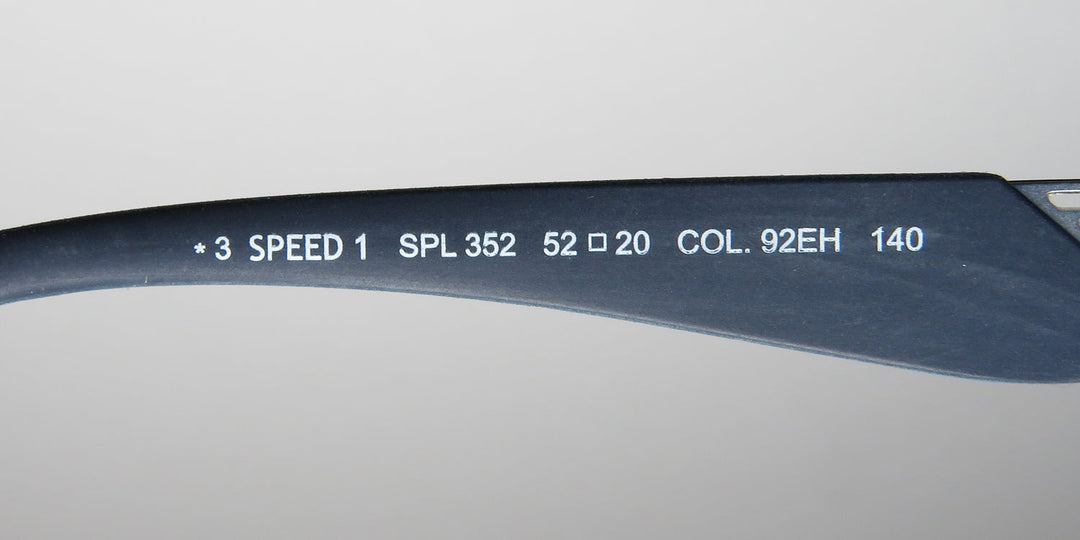 * 3 SPEED 1 SPL 352 52 □ 20 COL. 92EH 140